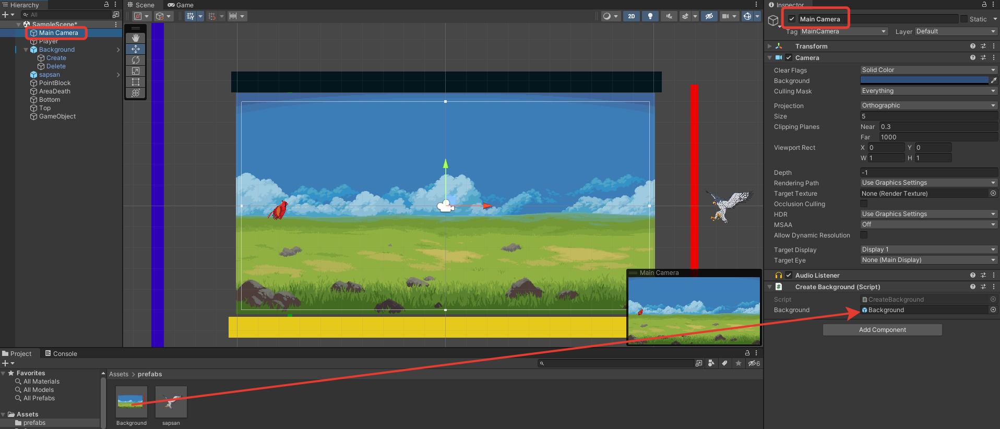 Hierarchy
All
SampleScene*
Main Camera
Player
Background
Create
Delete
sapsan
PointBlock
AreaDeath
Bottom
Top
GameObject
Scene
Game
2D
Main Camera
Inspector
Main Camera
Static
Tag MainCamera
Layer Default
Transform
Camera
Clear Flags Solid Color
Background
Culling Mask Everything
Projection Orthographic
Size 5
Clipping Planes Near 0.3
Far 1000
Viewport Rect X 0 Y 0
W 1 H 1
Depth -1
Rendering Path Use Graphics Settings
Target Texture None (Render Texture)
Occlusion Culling
HDR Use Graphics Settings
MSAA Off
Allow Dynamic Resolution
Target Display Display 1
Target Eye None (Main Display)
Audio Listener
Create Background (Script)
Script CreateBackground
Background Background
Add Component
Project
Console
6
Favorites
All Materials
All Models
All Prefabs
Assets
prefabs
Assets > prefabs
Background
sapsan